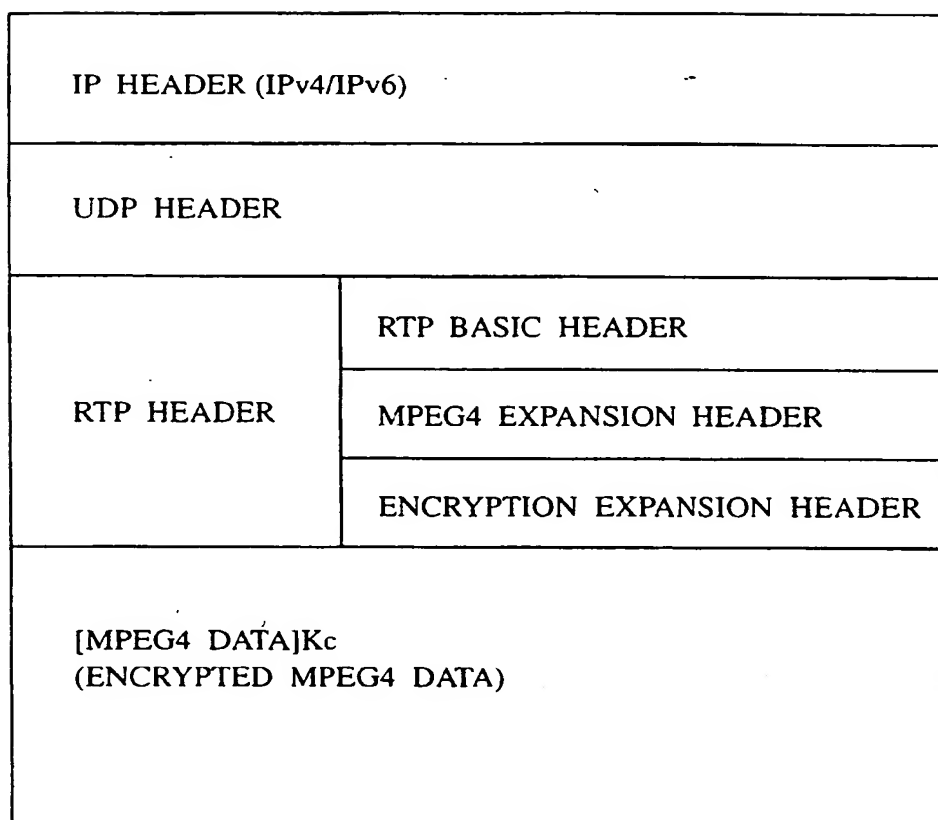 IP HEADER (IPv4/IPv6)
UDP HEADER
RTP HEADER
RTP BASIC HEADER
MPEG4 EXPANSION HEADER
ENCRYPTION EXPANSION HEADER
[MPEG4 DATA]Kc
(ENCRYPTED MPEG4 DATA)